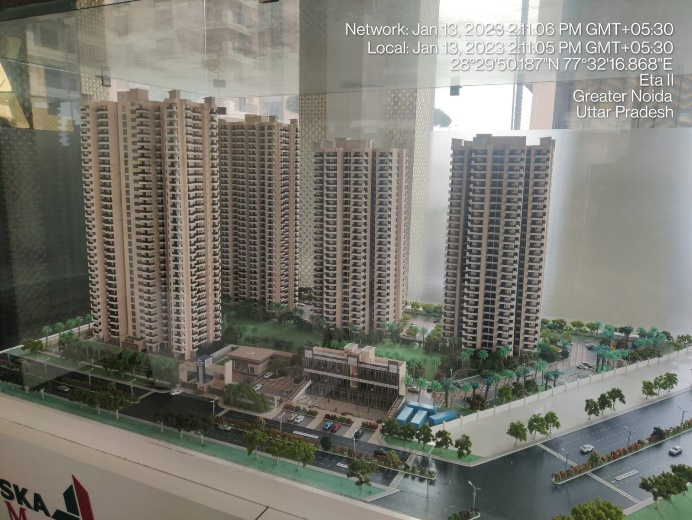 Network: Jan 13, 2023 2:11:06 PM GMT+05:30
Local: Jan 13, 2023 2:11:05 PM GMT+05:30
28°29'50.187"N 77°32'16.868"E
Eta II
Greater Noida
Uttar Pradesh
SKA
M